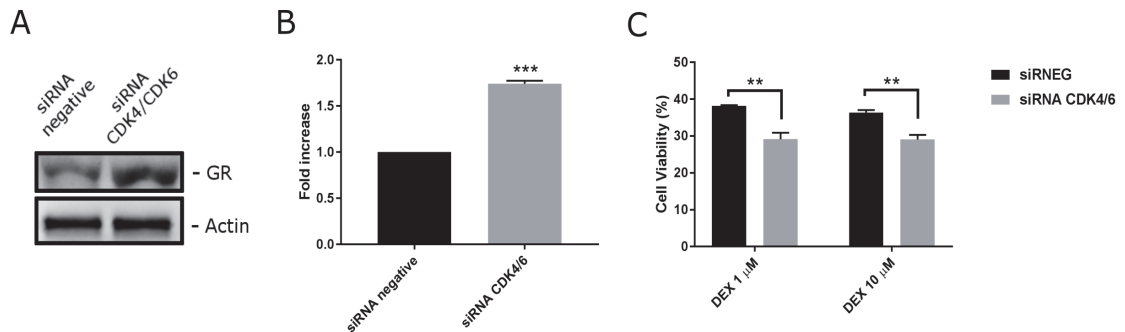 A
siRNA
negative
siRNA
CDK4/CDK6
- GR
- Actin
B
Fold increase
2.0
1.5
1.0
0.5
0.0
***
siRNA negative
siRNA CDK4/6
C
Cell Viability (%)
50
40
30
20
10
0
**
**
DEX 1 μM
DEX 10 μM
siRNEG
siRNA CDK4/6